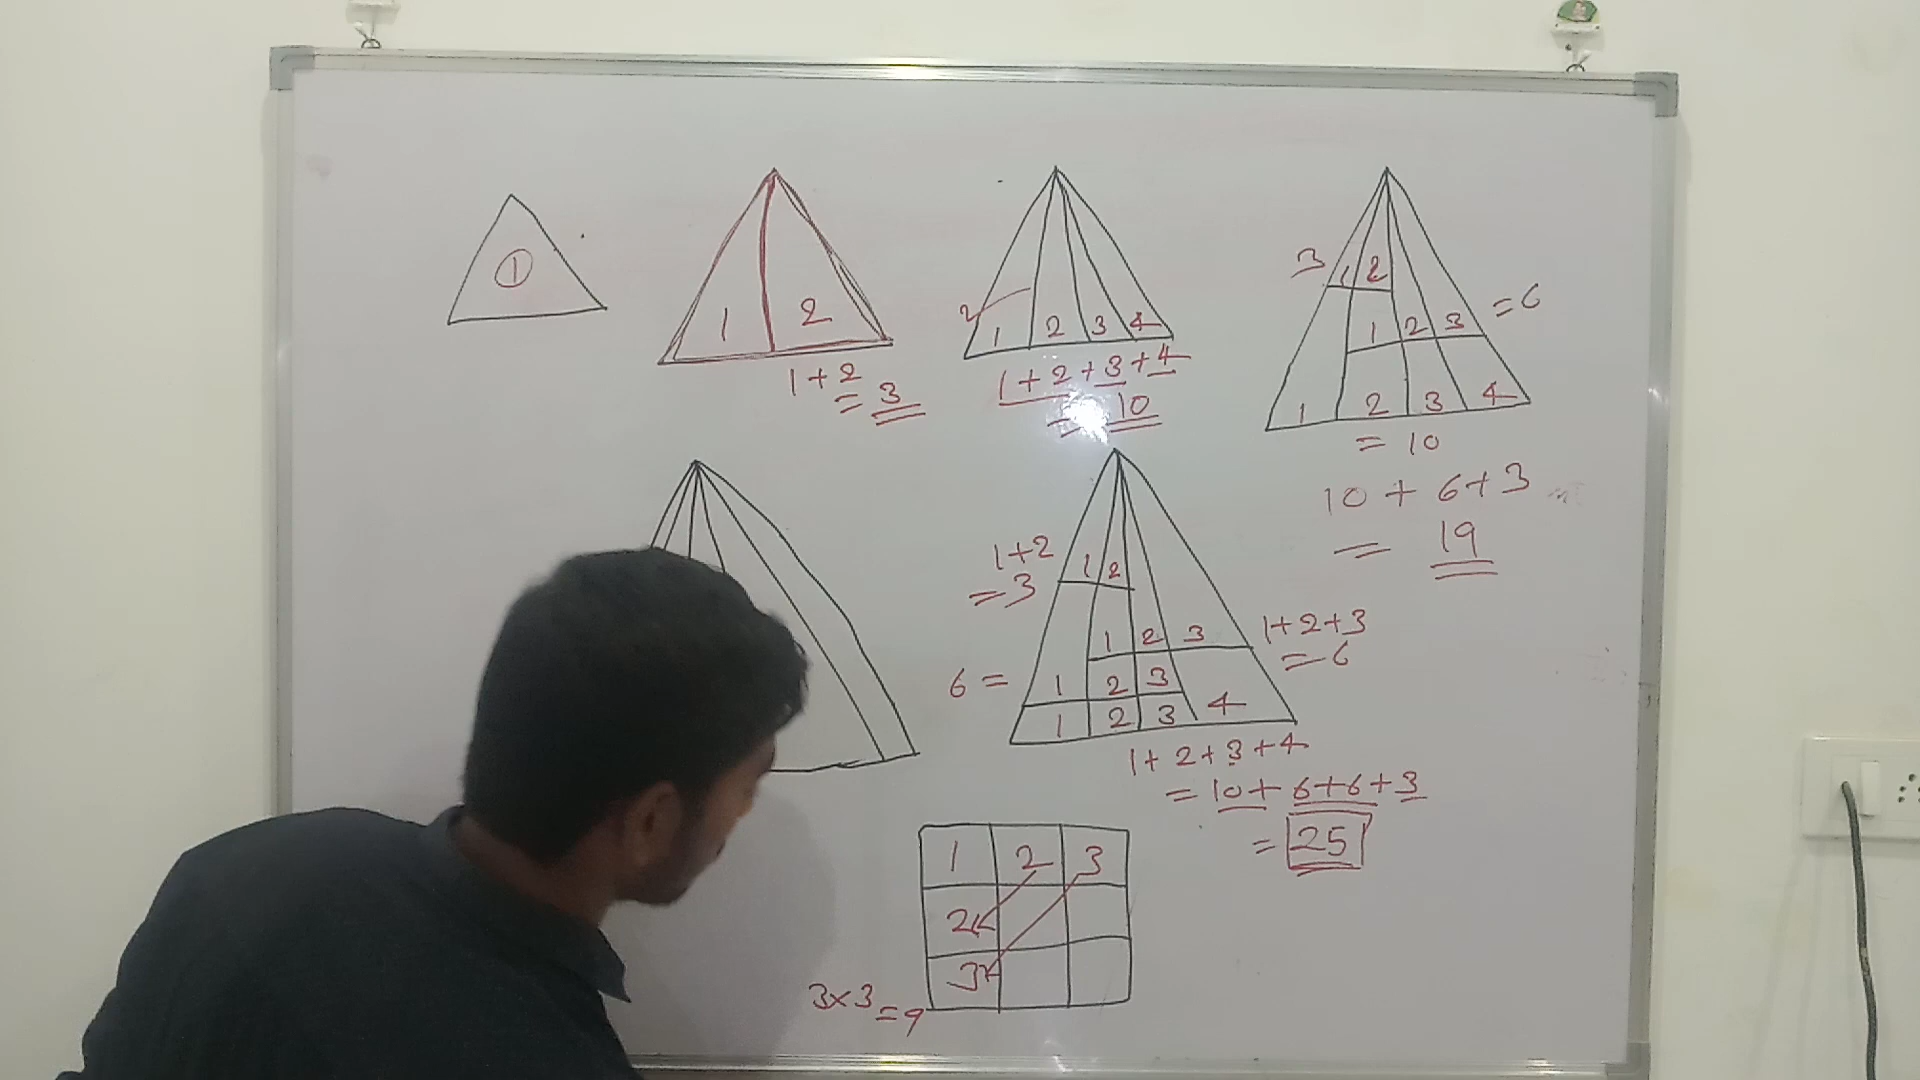 1
1 2
1+2
= 3
2
1 2 3 4
1+2+3+4
= 10
3 1 2
1 2 3 = 6
1 2 3 4
= 10
10 + 6+3
= 19
1+2
= 3
1 2
1 2 3
1+2+3
= 6
6 = 1 2 3
1 2 3 4
1+2+3+4
= 10+6+6+3
= 25
1 2 3
2
3
3×3
= 9